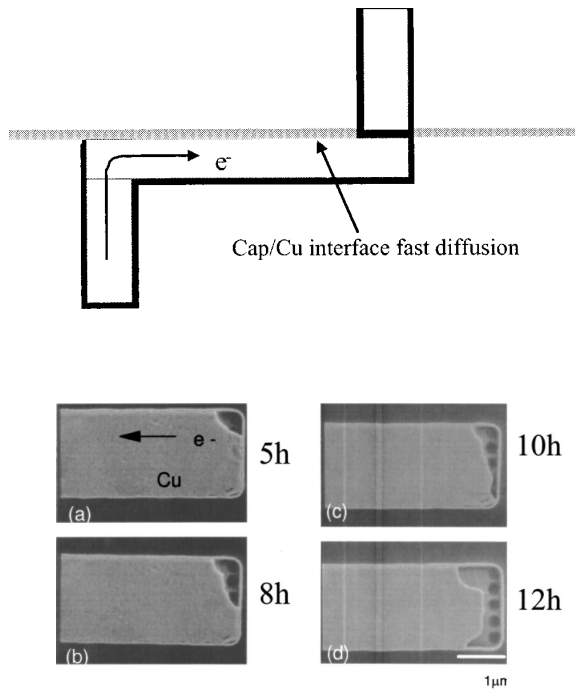 e-
Cap/Cu interface fast diffusion
e -
Cu
(a)
5h
(c)
10h
(b)
8h
(d)
12h
1μm